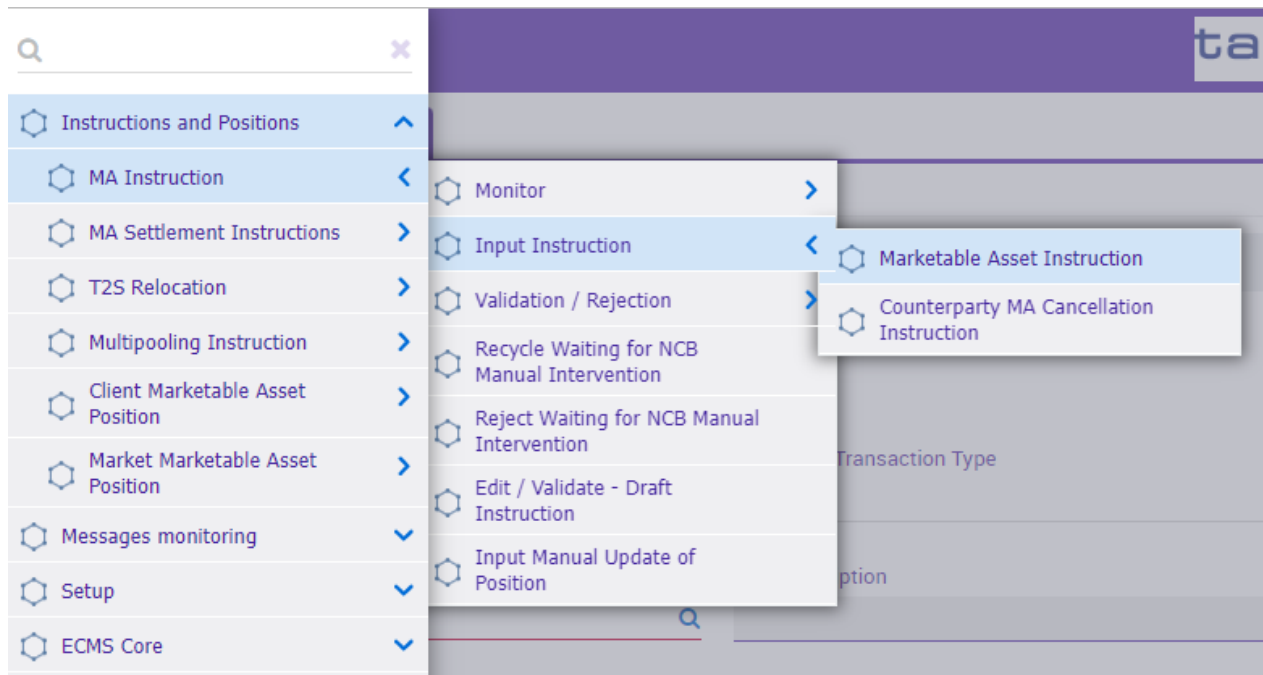 ta
Instructions and Positions
MA Instruction
MA Settlement Instructions
T2S Relocation
Multipooling Instruction
Client Marketable Asset
Position
Market Marketable Asset
Position
Messages monitoring
Setup
ECMS Core
Monitor
Input Instruction
Validation / Rejection
Recycle Waiting for NCB
Manual Intervention
Reject Waiting for NCB Manual
Intervention
Edit / Validate - Draft
Instruction
Input Manual Update of
Position
Marketable Asset Instruction
Counterparty MA Cancellation
Instruction
Transaction Type
ption